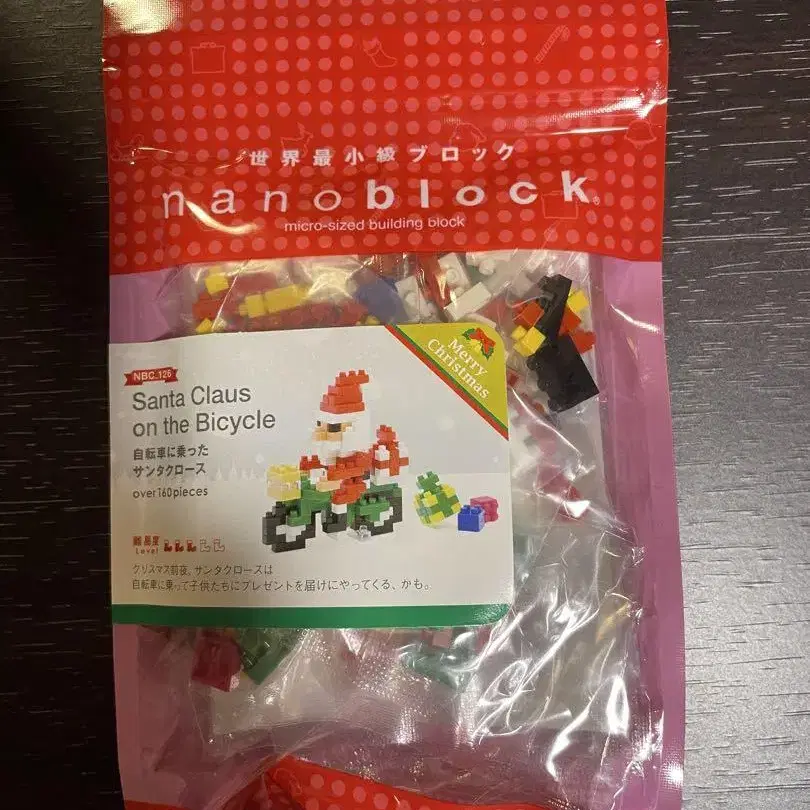 世界最小級ブロック
nanoblock®
micro-sized building block
Merry
Christmas
NBC_126
Santa Claus
on the Bicycle
自転車に乗った
サンタクロース
over160pieces
難易度
Level
クリスマス前夜、サンタクロースは
自転車に乗って子供たちにプレゼントを届けにやってくる、かも。